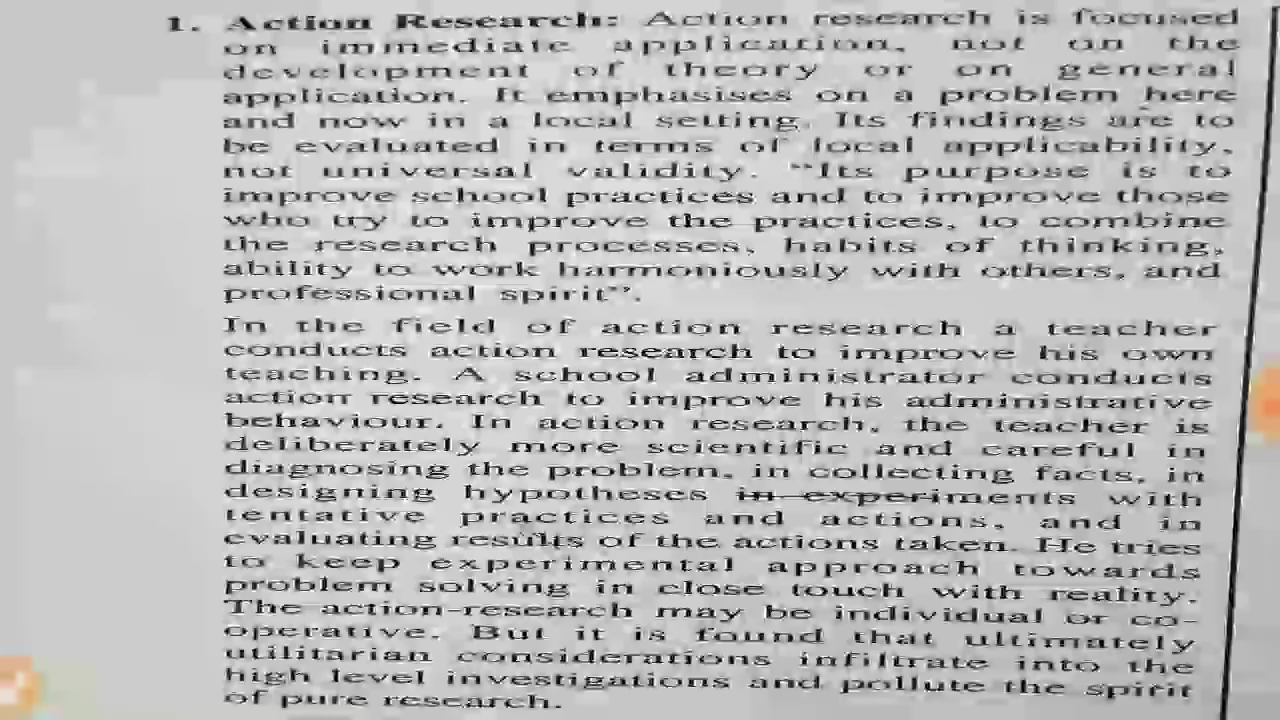 1. Action Research: Action research is focused
on immediate application, not on the
development of theory or on general
application. It emphasises on a problem here
and now in a local setting. Its findings are to
be evaluated in terms of local applicability,
not universal validity. "Its purpose is to
improve school practices and to improve those
who try to improve the practices, to combine
the research processes, habits of thinking,
ability to work harmoniously with others, and
professional spirit".
In the field of action research a teacher
conducts action research to improve his own
teaching. A school administrator conducts
action research to improve his administrative
behaviour. In action research, the teacher is
deliberately more scientific and careful in
diagnosing the problem, in collecting facts, in
designing hypotheses in experiments with
tentative practices and actions, and in
evaluating results of the actions taken. He tries
to keep experimental approach towards
problem solving in close touch with reality.
The action-research may be individual or co-
operative. But it is found that ultimately
utilitarian considerations infiltrate into the
high level investigations and pollute the spirit
of pure research.